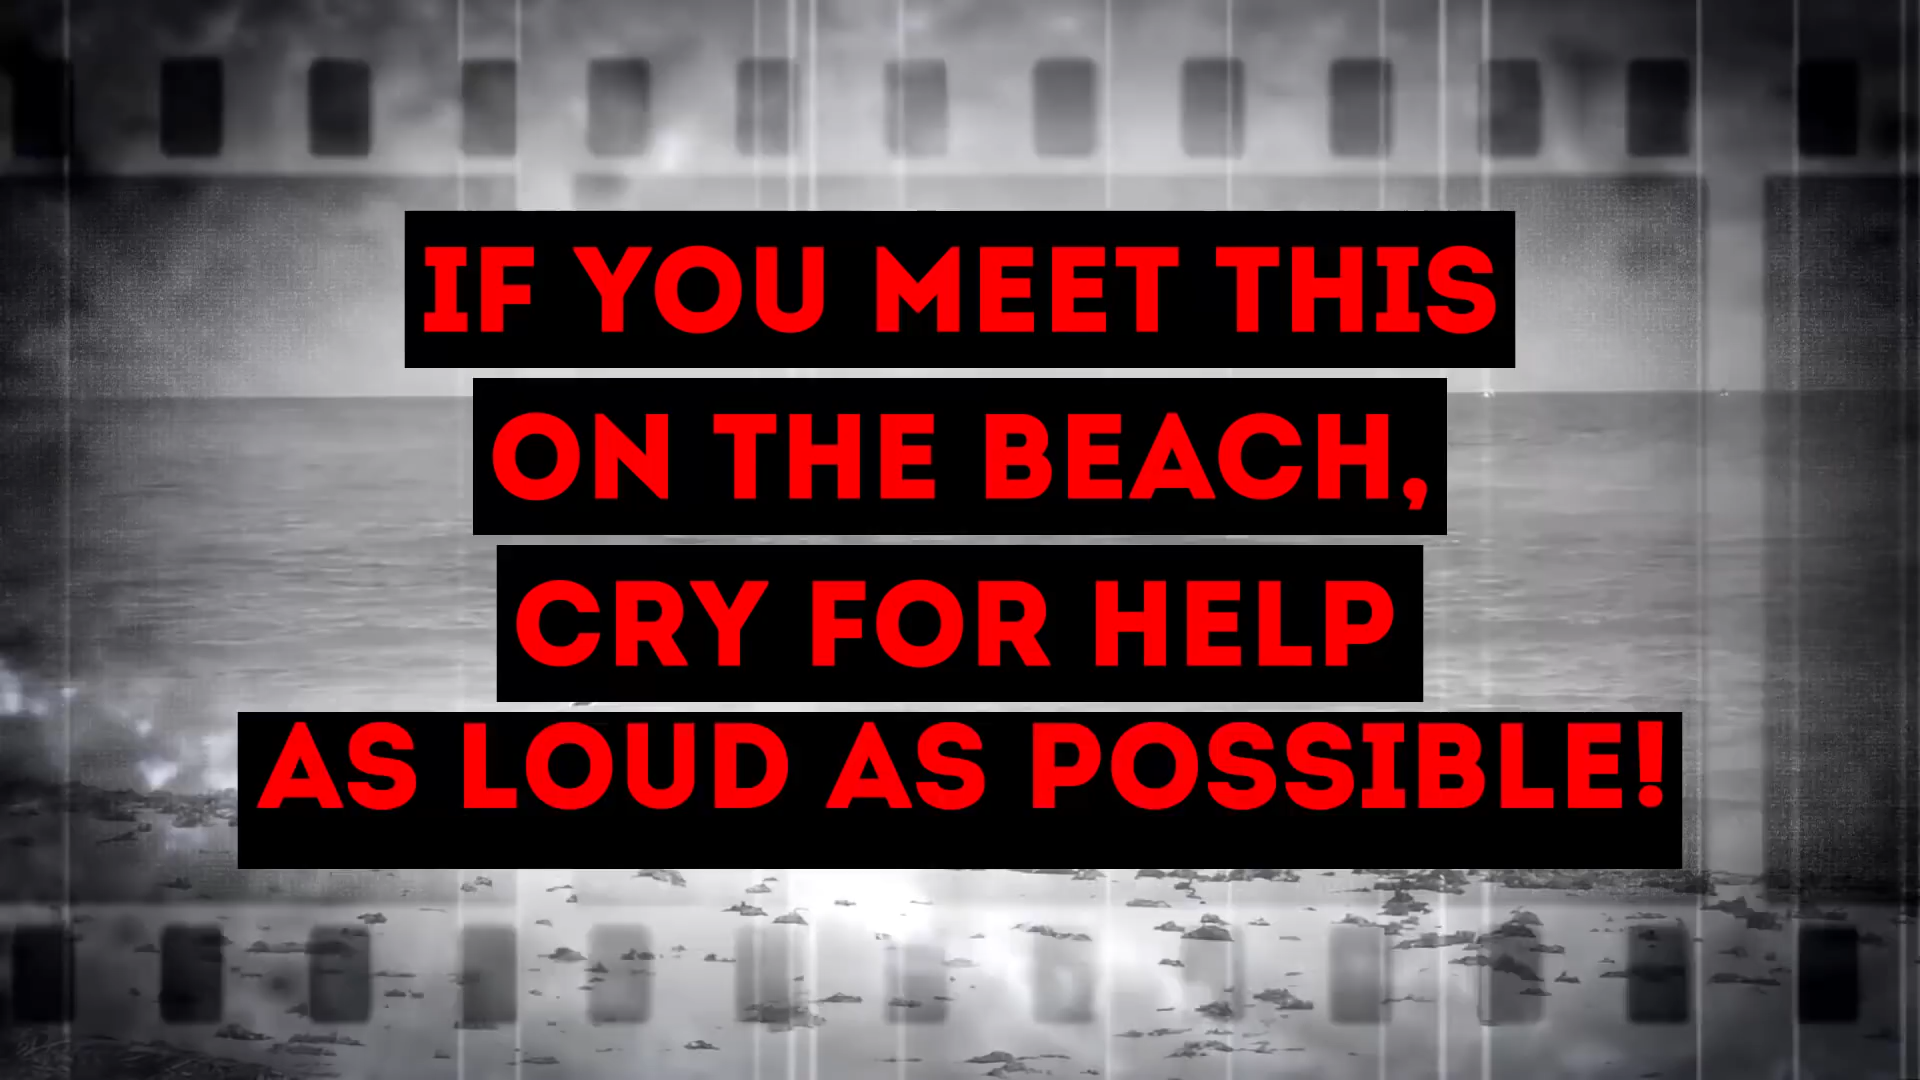 IF YOU MEET THIS
ON THE BEACH,
CRY FOR HELP
AS LOUD AS POSSIBLE!